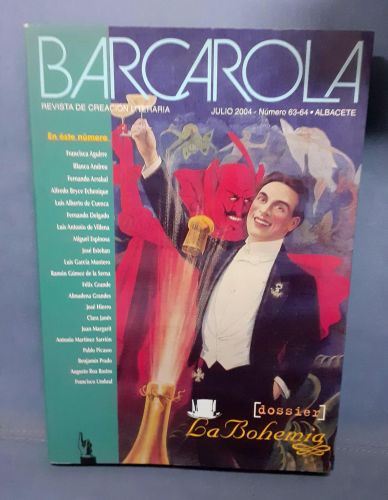 BARCAROLA
REVISTA DE CREACIÓN LITERARIA
JULIO 2004 - Número 63-64 • ALBACETE
En éste número
Francisca Aguirre
Blanca Andreu
Fernando Arrabal
Alfredo Bryce Echenique
Luis Alberto de Cuenca
Fernando Delgado
Luis Antonio de Villena
Miguel Espinosa
José Esteban
Luis García Montero
Ramón Gómez de la Serna
Félix Grande
Almudena Grandes
José Hierro
Clara Janés
Joan Margarit
Antonio Martínez Sarrión
Pablo Picasso
Benjamín Prado
Augusto Roa Bastos
Francisco Umbral
[dossier]
La Bohemia